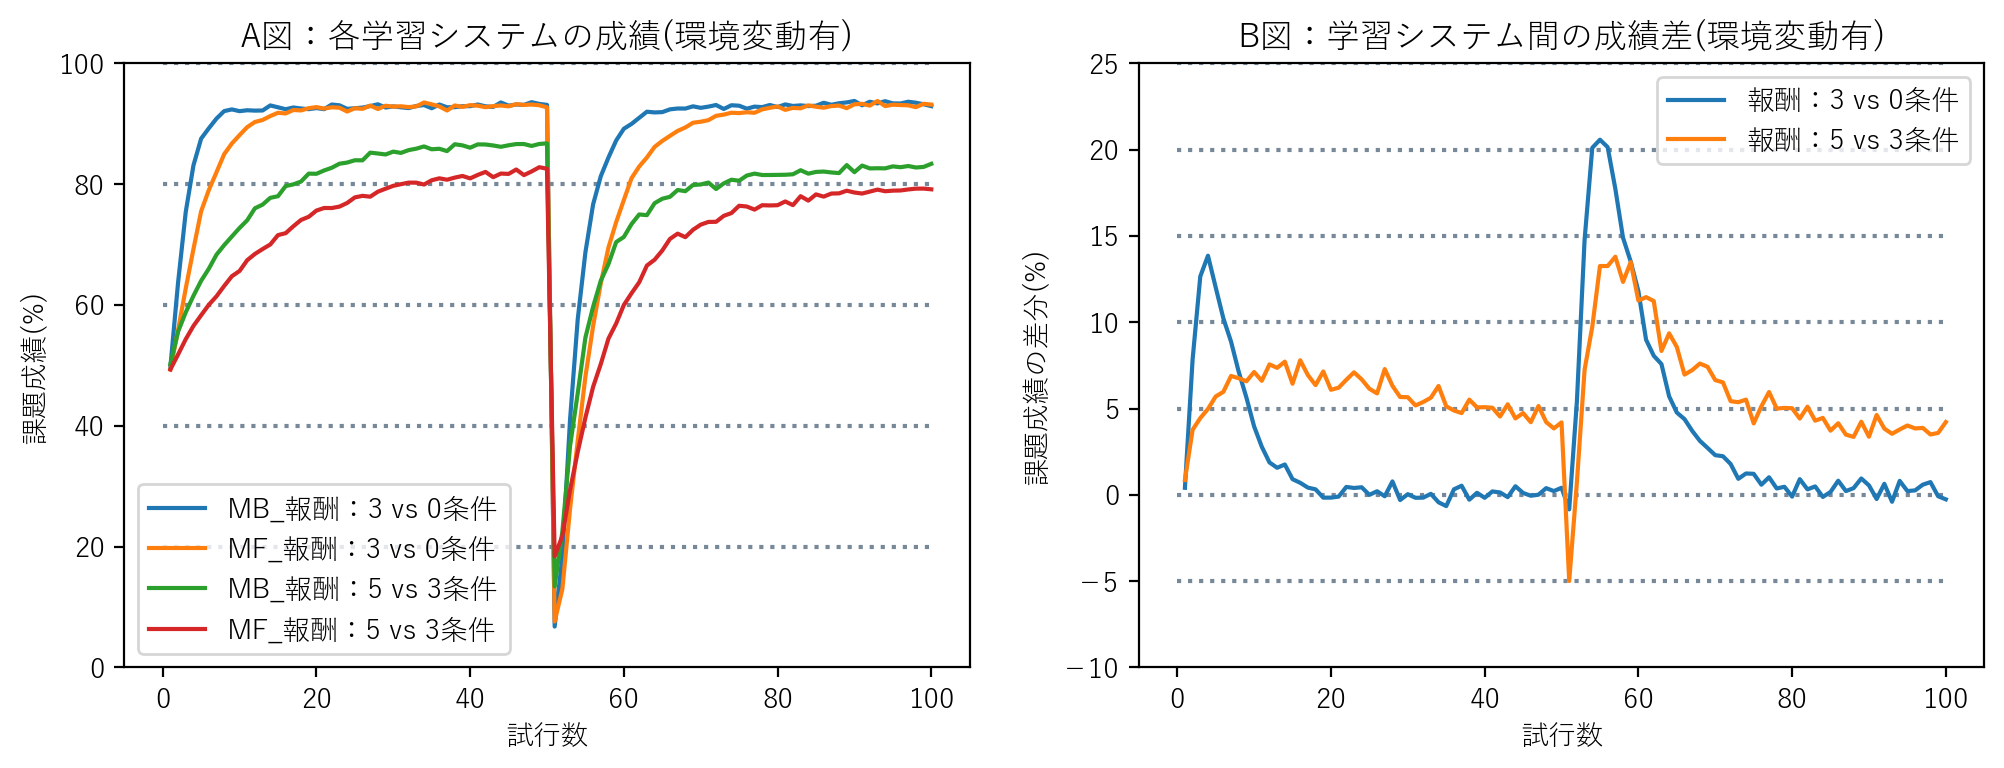 A図：各学習システムの成績(環境変動有)
100
80
60
40
20
0
課題成績(%)
MB_報酬：3 vs 0条件
MF_報酬：3 vs 0条件
MB_報酬：5 vs 3条件
MF_報酬：5 vs 3条件
0 20 40 60 80 100
試行数
B図：学習システム間の成績差(環境変動有)
25
20
15
10
5
0
−5
−10
課題成績の差分(%)
報酬：3 vs 0条件
報酬：5 vs 3条件
0 20 40 60 80 100
試行数